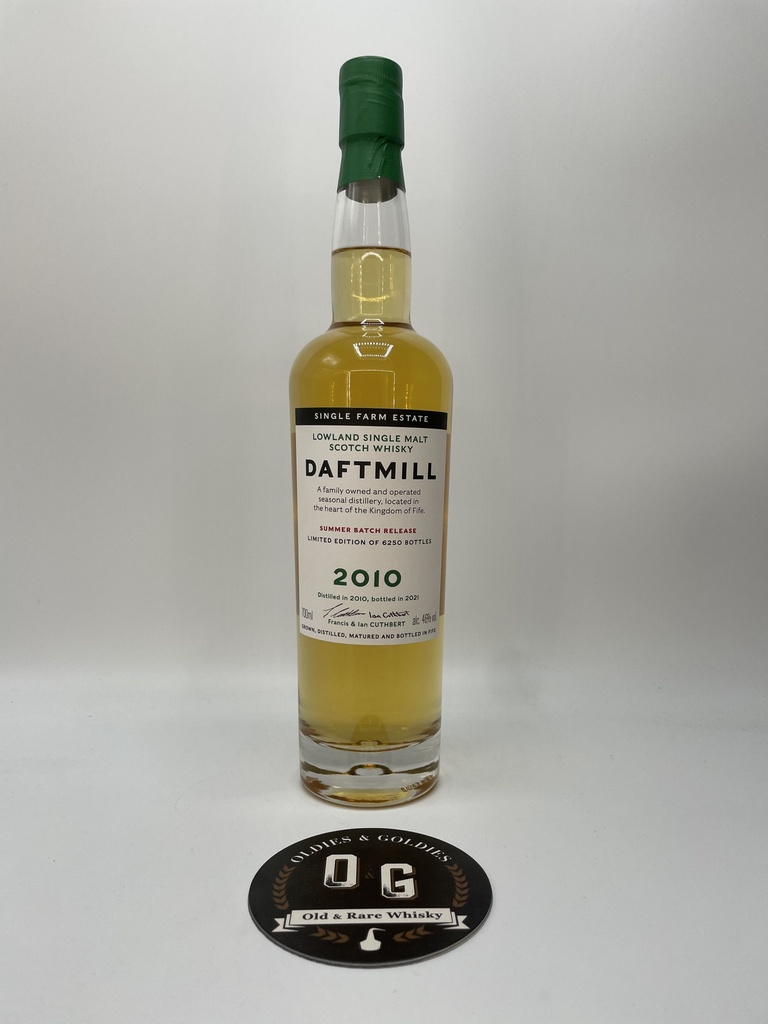 SINGLE FARM ESTATE
LOWLAND SINGLE MALT
SCOTCH WHISKY
DAFTMILL
A family owned and operated
seasonal distillery, located in
the heart of the Kingdom of Fife.
SUMMER BATCH RELEASE
LIMITED EDITION OF 6250 BOTTLES
2010
Distilled in 2010, bottled in 2021
Ian Cuthbert
700ml
alc. 46% vol
Francis & Ian CUTHBERT
GROWN, DISTILLED, MATURED AND BOTTLED IN FIFE
OLDIES & GOLDIES
O & G
Old & Rare Whisky